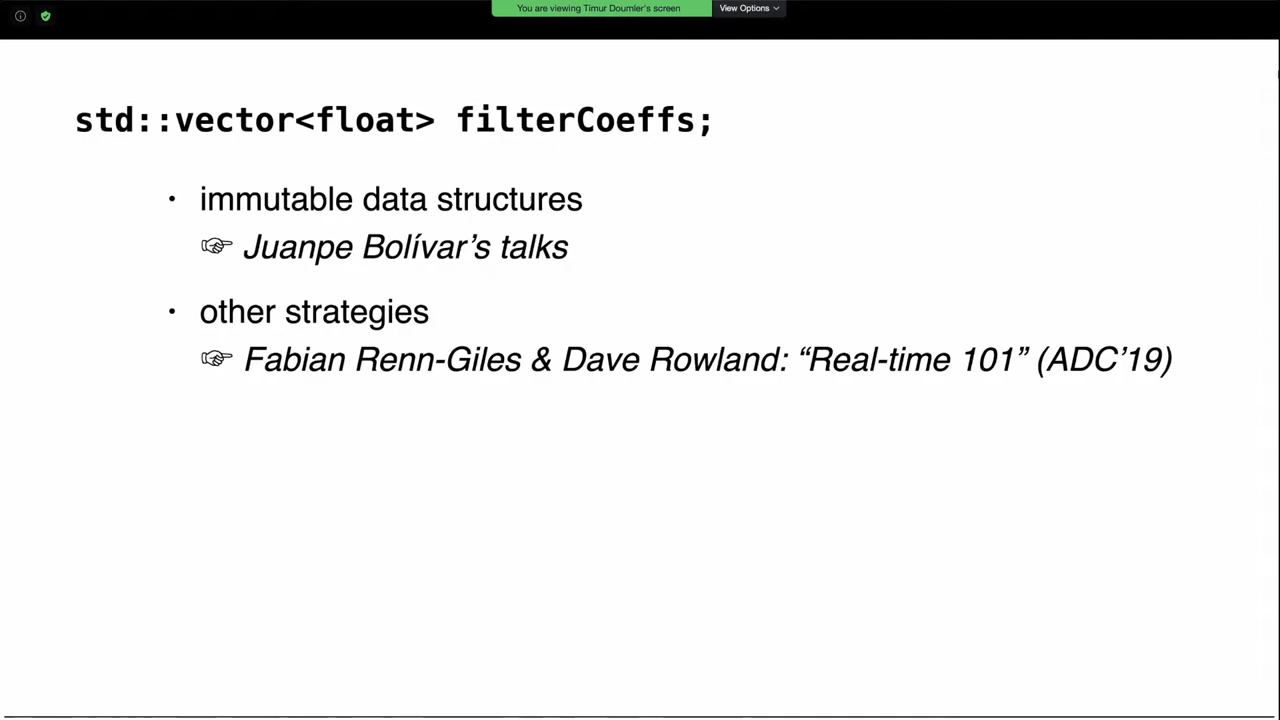 You are viewing Timur Doumler's screen
View Options
std::vector<float> filterCoeffs;
• immutable data structures
☞ Juanpe Bolívar’s talks
• other strategies
☞ Fabian Renn-Giles & Dave Rowland: “Real-time 101” (ADC’19)